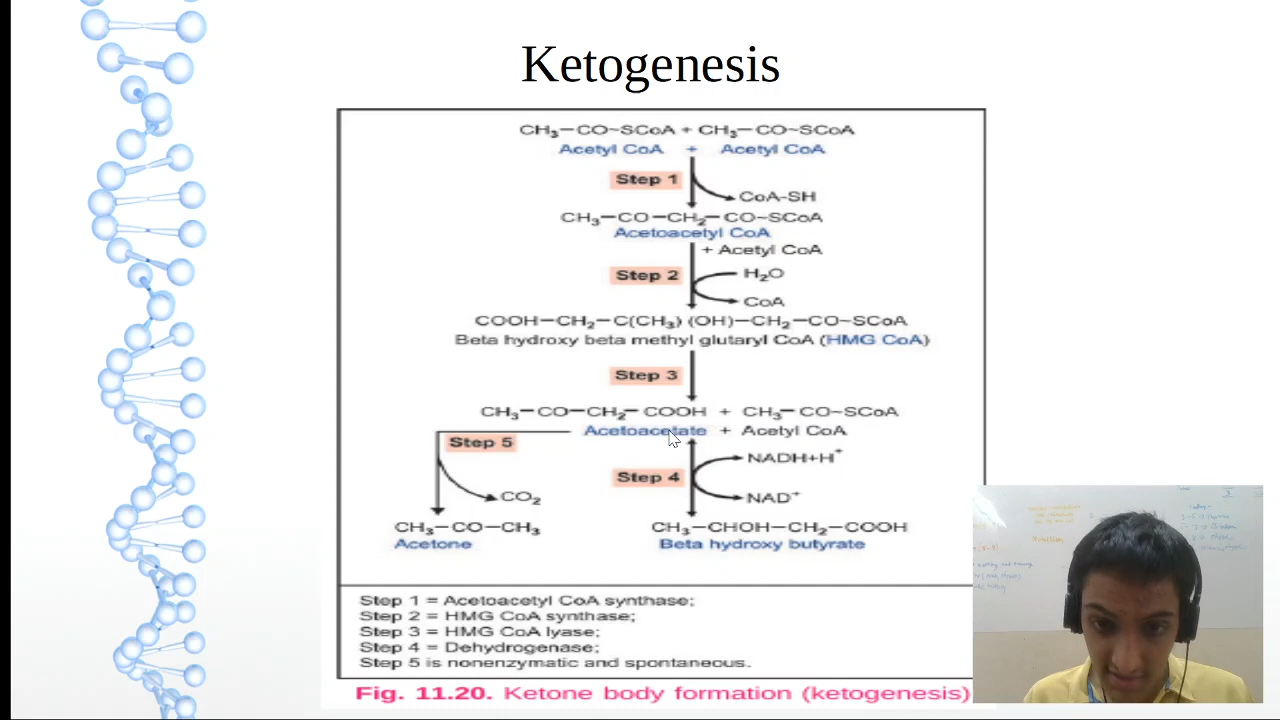 Ketogenesis
CH₃−CO~SCoA + CH₃−CO~SCoA
Acetyl CoA + Acetyl CoA
Step 1
CoA-SH
CH₃−CO−CH₂−CO~SCoA
Acetoacetyl CoA
+ Acetyl CoA
Step 2
H₂O
CoA
COOH−CH₂−C(CH₃) (OH)−CH₂−CO~SCoA
Beta hydroxy beta methyl glutaryl CoA (HMG CoA)
Step 3
CH₃−CO−CH₂−COOH + CH₃−CO~SCoA
Acetoacetate + Acetyl CoA
Step 5
CO₂
Step 4
NADH+H⁺
NAD⁺
CH₃−CO−CH₃
Acetone
CH₃−CHOH−CH₂−COOH
Beta hydroxy butyrate
Step 1 = Acetoacetyl CoA synthase;
Step 2 = HMG CoA synthase;
Step 3 = HMG CoA lyase;
Step 4 = Dehydrogenase;
Step 5 is nonenzymatic and spontaneous.
Fig. 11.20. Ketone body formation (ketogenesis)